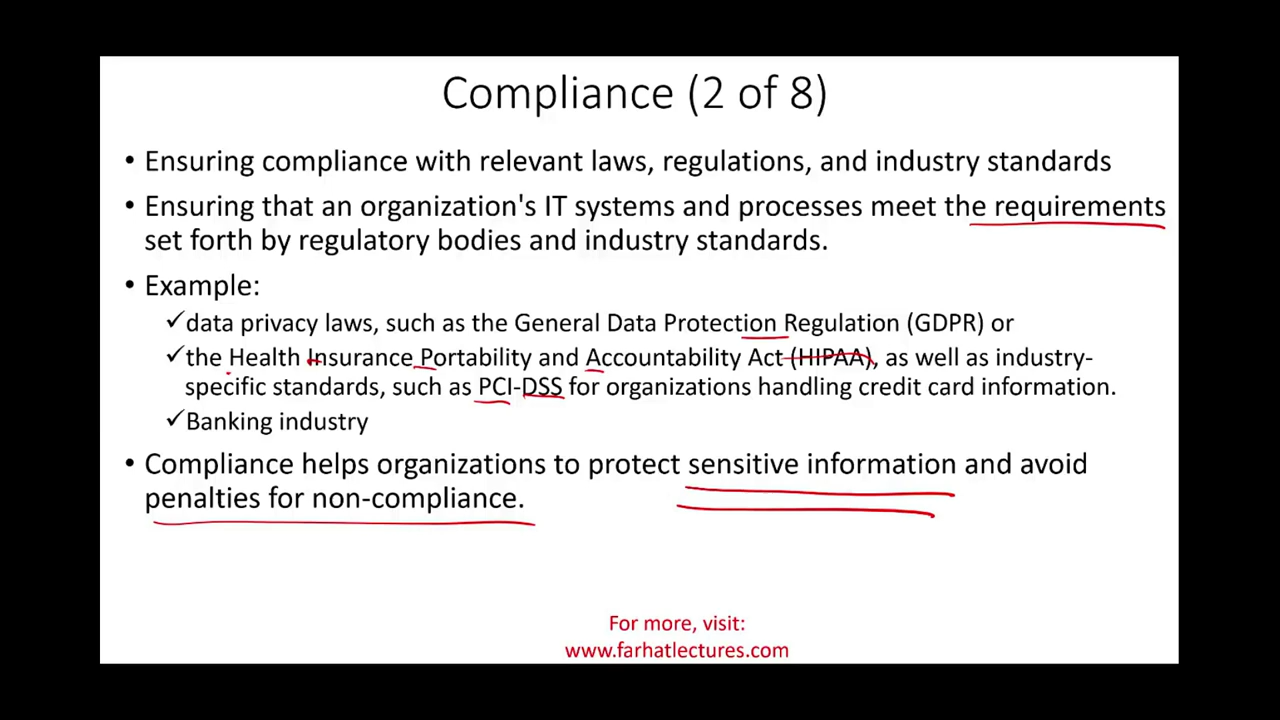 Compliance (2 of 8)
• Ensuring compliance with relevant laws, regulations, and industry standards
• Ensuring that an organization's IT systems and processes meet the requirements
set forth by regulatory bodies and industry standards.
• Example:
✓data privacy laws, such as the General Data Protection Regulation (GDPR) or
✓the Health Insurance Portability and Accountability Act (HIPAA), as well as industry-
specific standards, such as PCI-DSS for organizations handling credit card information.
✓Banking industry
• Compliance helps organizations to protect sensitive information and avoid
penalties for non-compliance.
For more, visit:
www.farhatlectures.com